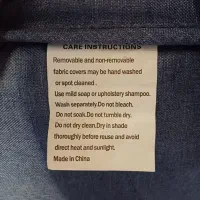 CARE INSTRUCTIONS
Removable and non-removable
fabric covers may be hand washed
or spot cleaned.
Use mild soap or upholstery shampoo.
Wash separately.Do not bleach.
Do not soak.Do not tumble dry.
Do not dry clean.Dry in shade
thoroughly before reuse and avoid
direct heat and sunlight.
Made in China